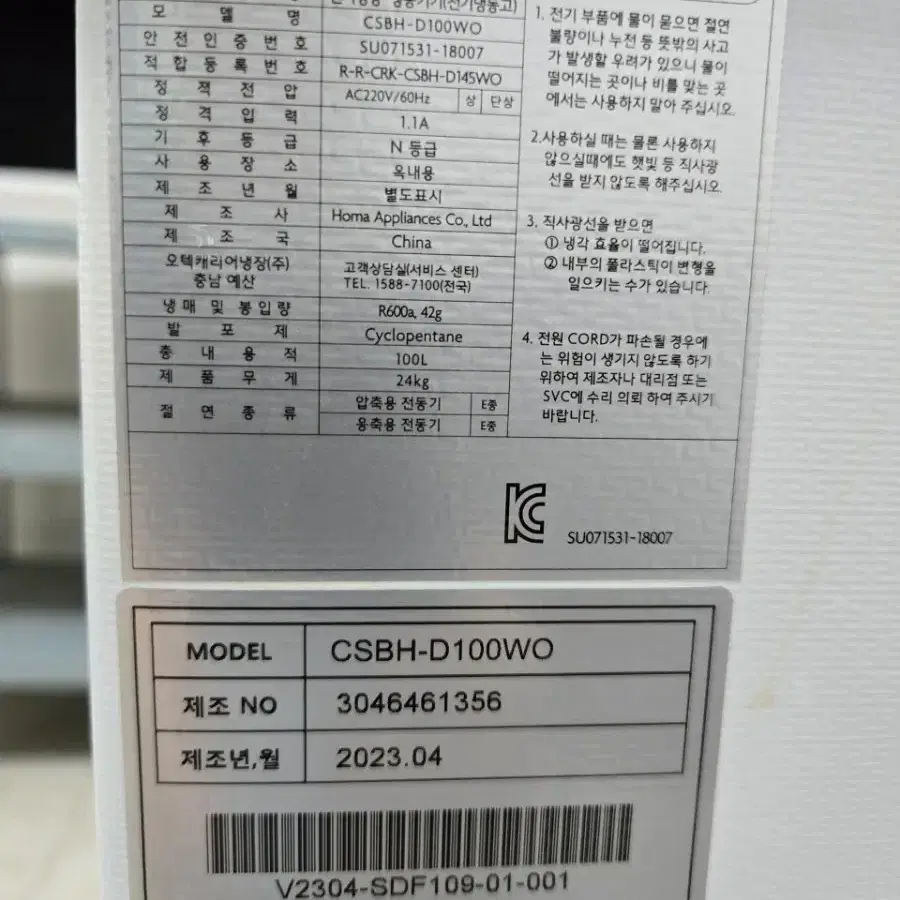 모 델 명 CSBH-D100WO
안 전 인 증 번 호 SU071531-18007
적 합 등 록 번 호 R-R-CRK-CSBH-D145WO
정 젹 전 압 AC220V/60Hz 상 단상
정 격 입 력 1.1A
기 후 등 급 N 등급
사 용 장 소 옥내용
제 조 년 월 별도표시
제 조 사 Homa Appliances Co., Ltd
제 조 국 China
오텍캐리어냉장(주) 고객상담실(서비스 센터)
충남 예산 TEL. 1588-7100(전국)
냉 매 및 봉 입 량 R600a, 42g
발 포 제 Cyclopentane
총 내 용 적 100L
제 품 무 게 24kg
절 연 종 류 압축용 전동기 E종
응축용 전동기 E종
1. 전기 부품에 물이 묻으면 절연
불량이나 누전 등 뜻밖의 사고
가 발생할 우려가 있으니 물이
떨어지는 곳이나 비를 맞는 곳
에서는 사용하지 말아 주십시오.
2.사용하실 때는 물론 사용하지
않으실때에도 햇빛 등 직사광
선을 받지 않도록 해주십시오.
3. 직사광선을 받으면
① 냉각 효율이 떨어집니다.
② 내부의 폴라스틱이 변형을
일으키는 수가 있습니다.
4. 전원 CORD가 파손될 경우에
는 위험이 생기지 않도록 하기
위하여 제조자나 대리점 또는
SVC에 수리 의뢰 하여 주시기
바랍니다.
SU071531-18007
MODEL CSBH-D100WO
제조 NO 3046461356
제조년,월 2023.04
V2304-SDF109-01-001